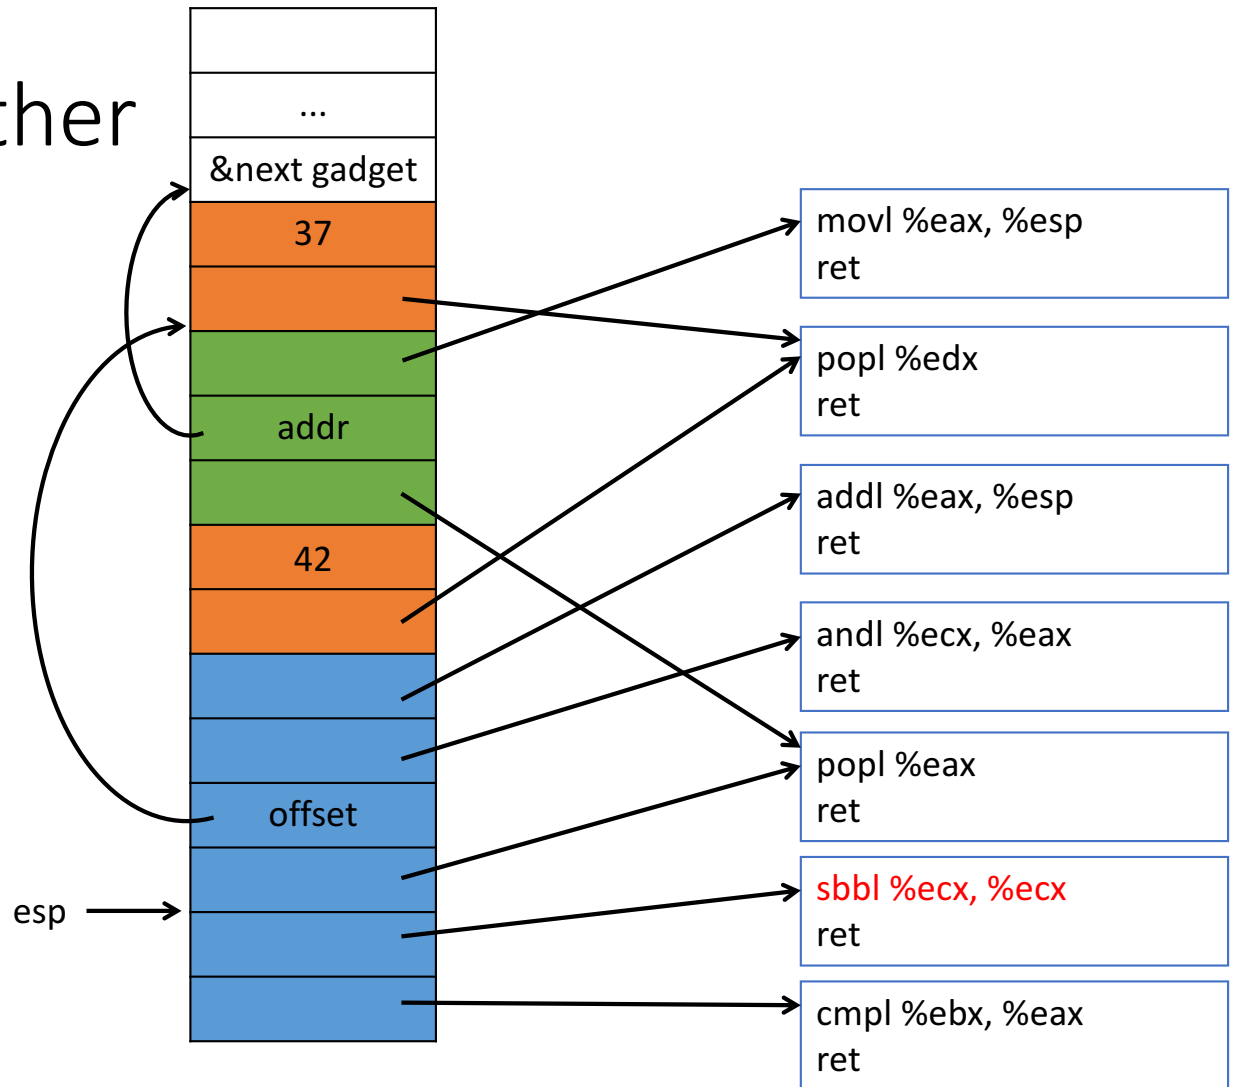 ...
&next gadget
37
addr
42
offset
esp
movl %eax, %esp
ret
popl %edx
ret
addl %eax, %esp
ret
andl %ecx, %eax
ret
popl %eax
ret
sbbl %ecx, %ecx
ret
cmpl %ebx, %eax
ret